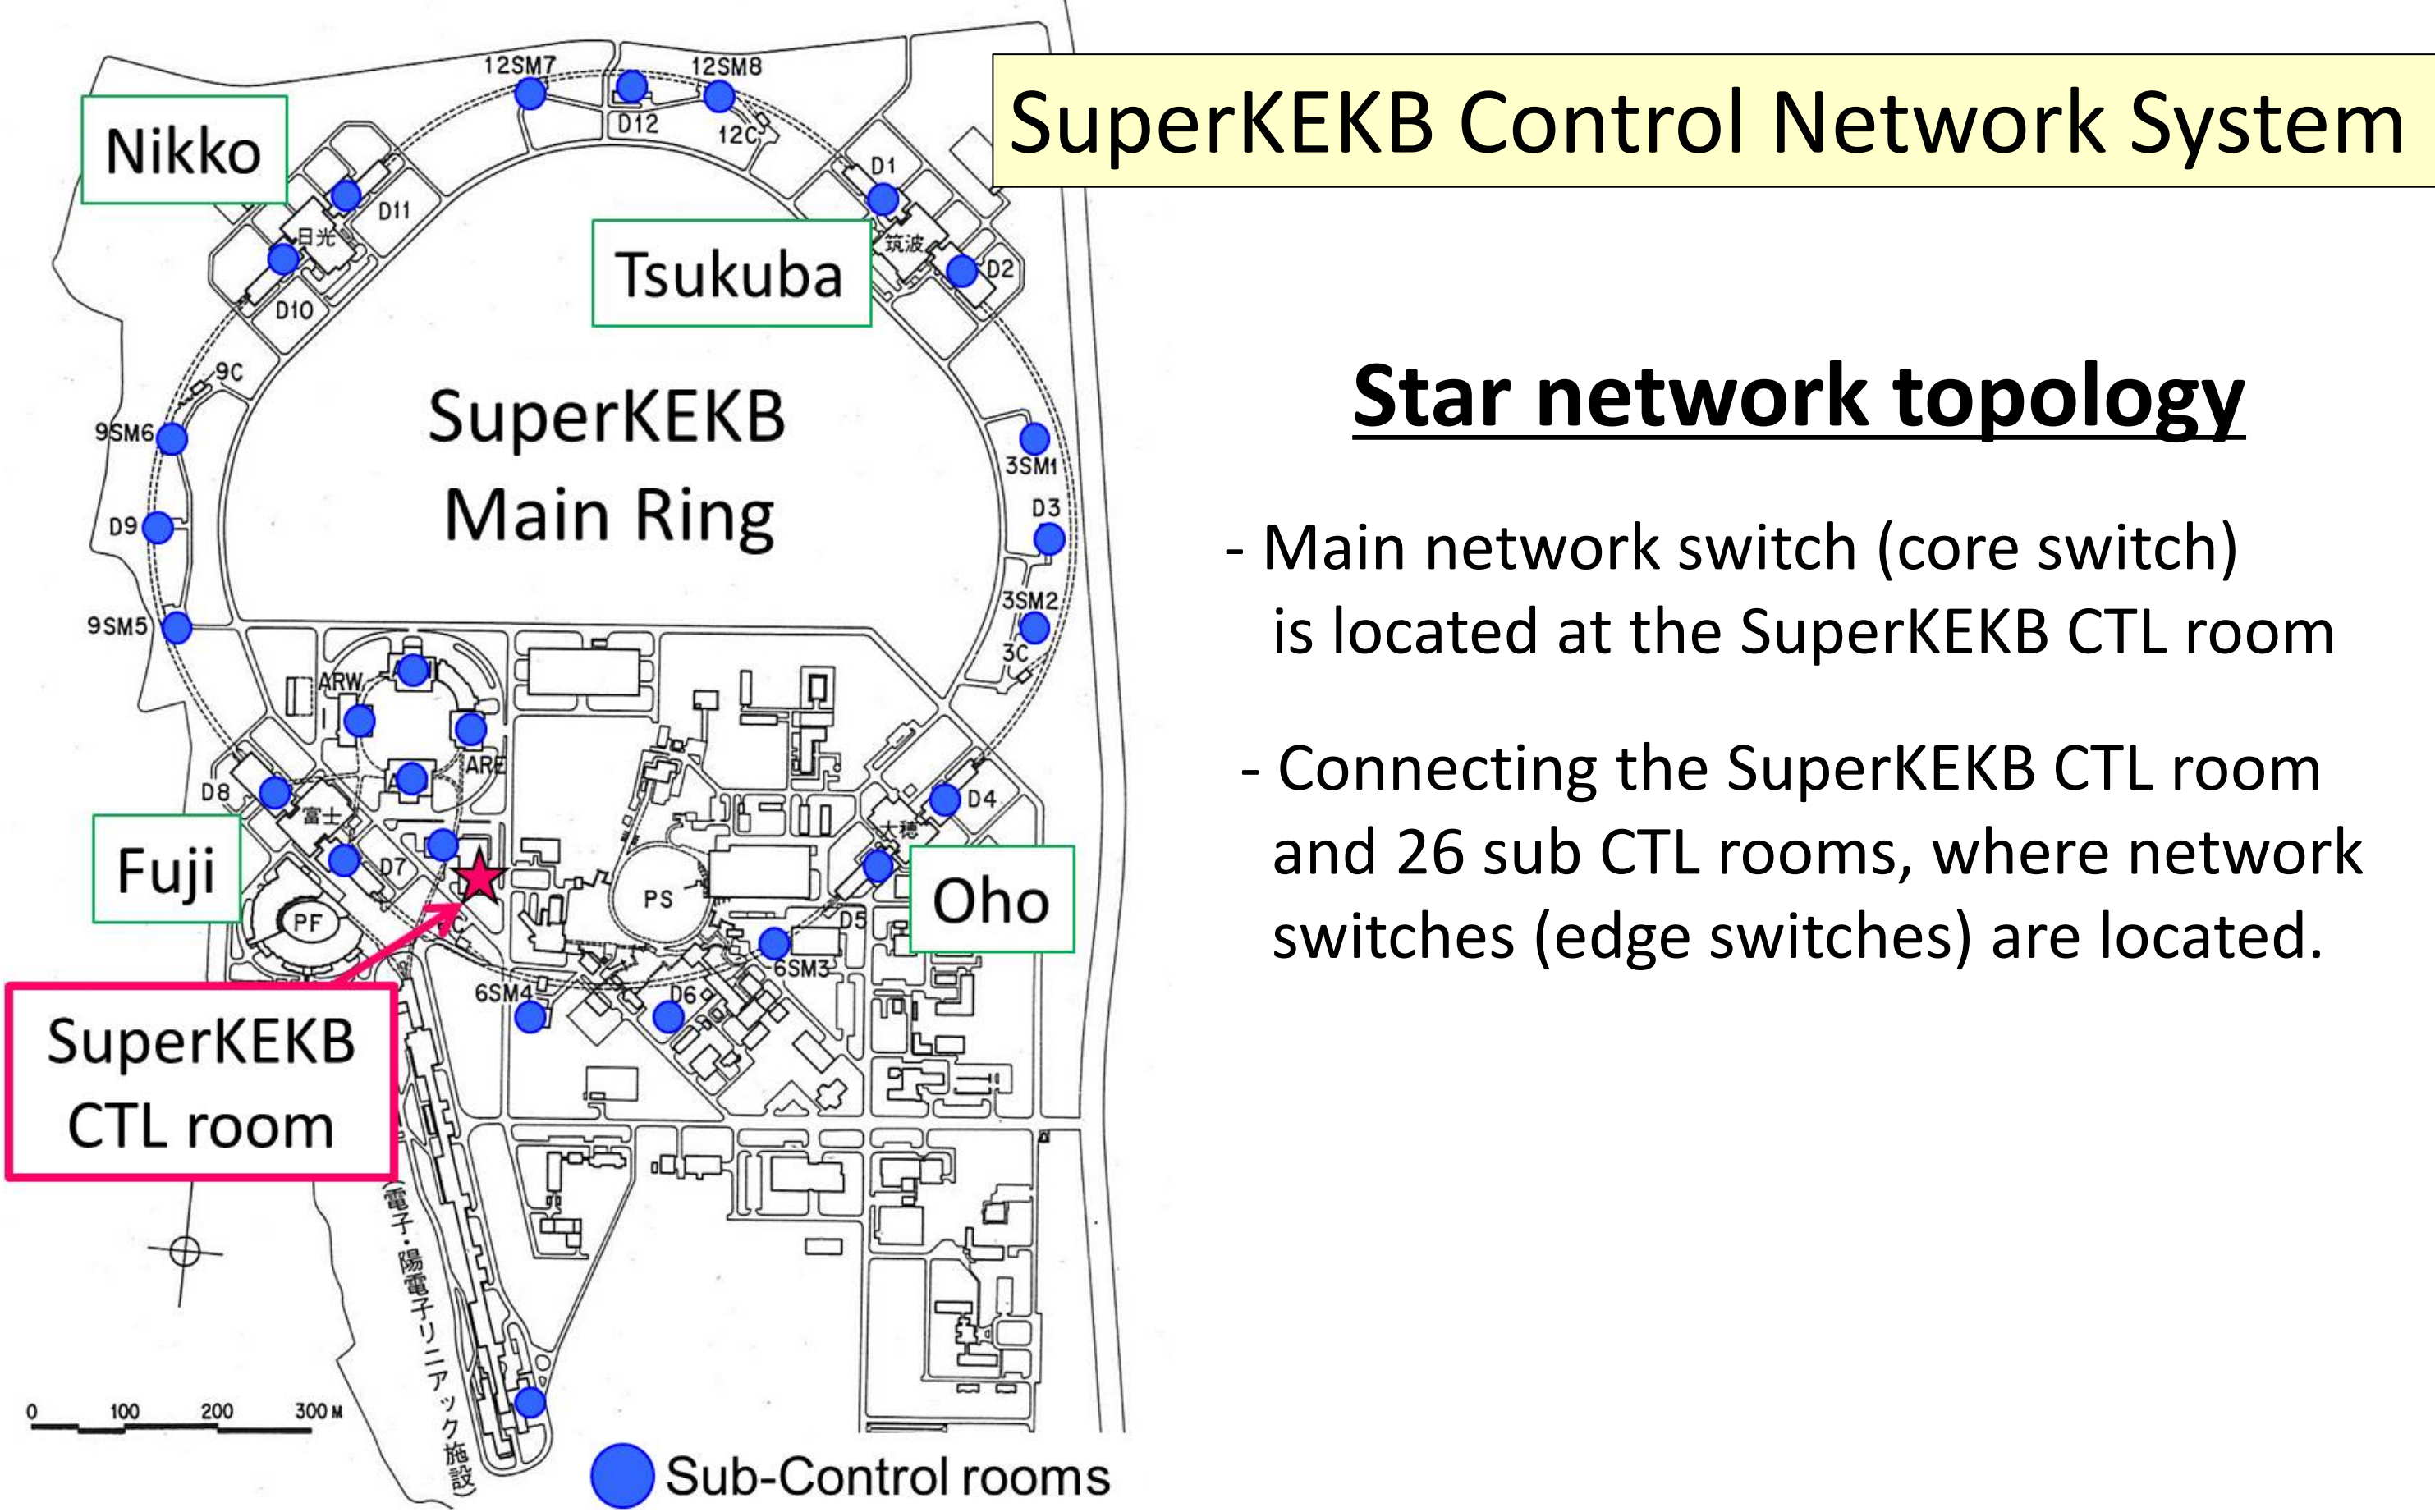 SuperKEKB Control Network System
12SM7
12SM8
D12
12C
Nikko
D1
D11
日光
筑波
D2
Tsukuba
D10
9C
SuperKEKB
Main Ring
9SM6
3SM1
D9
D3
9SM5
3SM2
3C
ARW
ARE
D8
富士
D4
大穂
Fuji
D7
PS
Oho
PF
D5
6SM3
6SM4
D6
SuperKEKB
CTL room
(電子・陽電子リニアック施設)
0 100 200 300 M
Sub-Control rooms
Star network topology
- Main network switch (core switch)
is located at the SuperKEKB CTL room
- Connecting the SuperKEKB CTL room
and 26 sub CTL rooms, where network
switches (edge switches) are located.